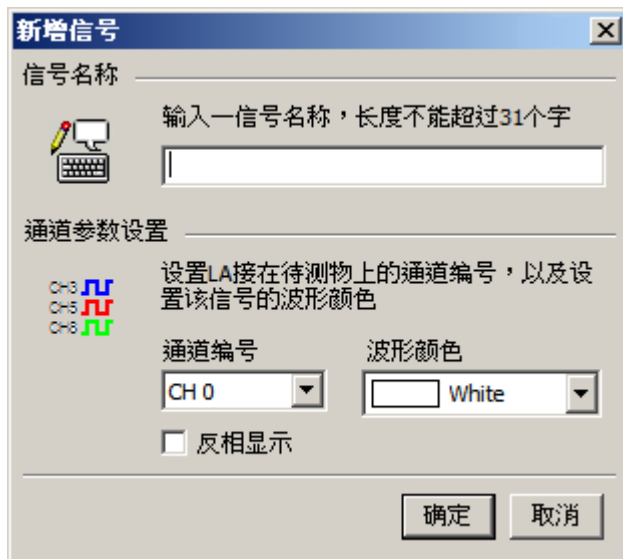 新增信号
信号名称
输入一信号名称，长度不能超过31个字
通道参数设置
CH3
CH5
CH8
设置LA接在待测物上的通道编号，以及设
置该信号的波形颜色
通道编号
波形颜色
CH 0
White
反相显示
确定
取消